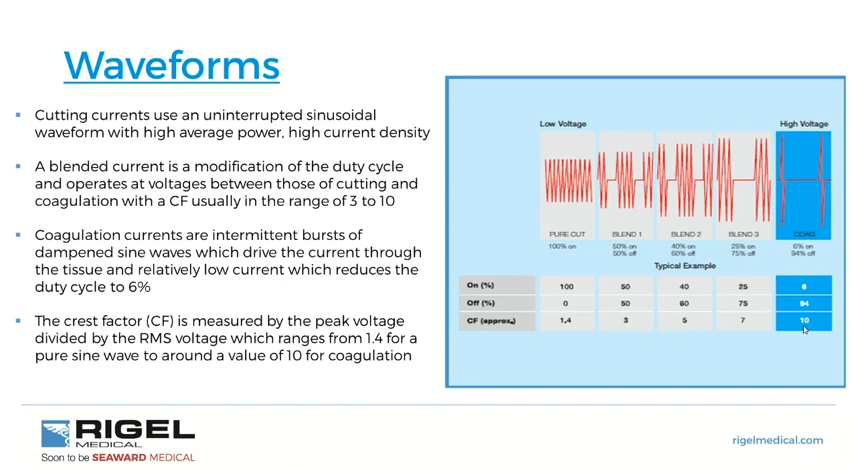 Waveforms
Cutting currents use an uninterrupted sinusoidal
waveform with high average power, high current density
A blended current is a modification of the duty cycle
and operates at voltages between those of cutting and
coagulation with a CF usually in the range of 3 to 10
Coagulation currents are intermittent bursts of
dampened sine waves which drive the current through
the tissue and relatively low current which reduces the
duty cycle to 6%
The crest factor (CF) is measured by the peak voltage
divided by the RMS voltage which ranges from 1.4 for a
pure sine wave to around a value of 10 for coagulation
Low Voltage High Voltage
PURE CUT BLEND 1 BLEND 2 BLEND 3 COAG
100% on 50% on 40% on 25% on 6% on
50% off 60% off 75% off 94% off
Typical Example
On (%) 100 50 40 25 6
Off (%) 0 50 60 75 94
CF (approx.) 1.4 3 5 7 10
RIGEL
MEDICAL
Soon to be SEAWARD MEDICAL
rigelmedical.com